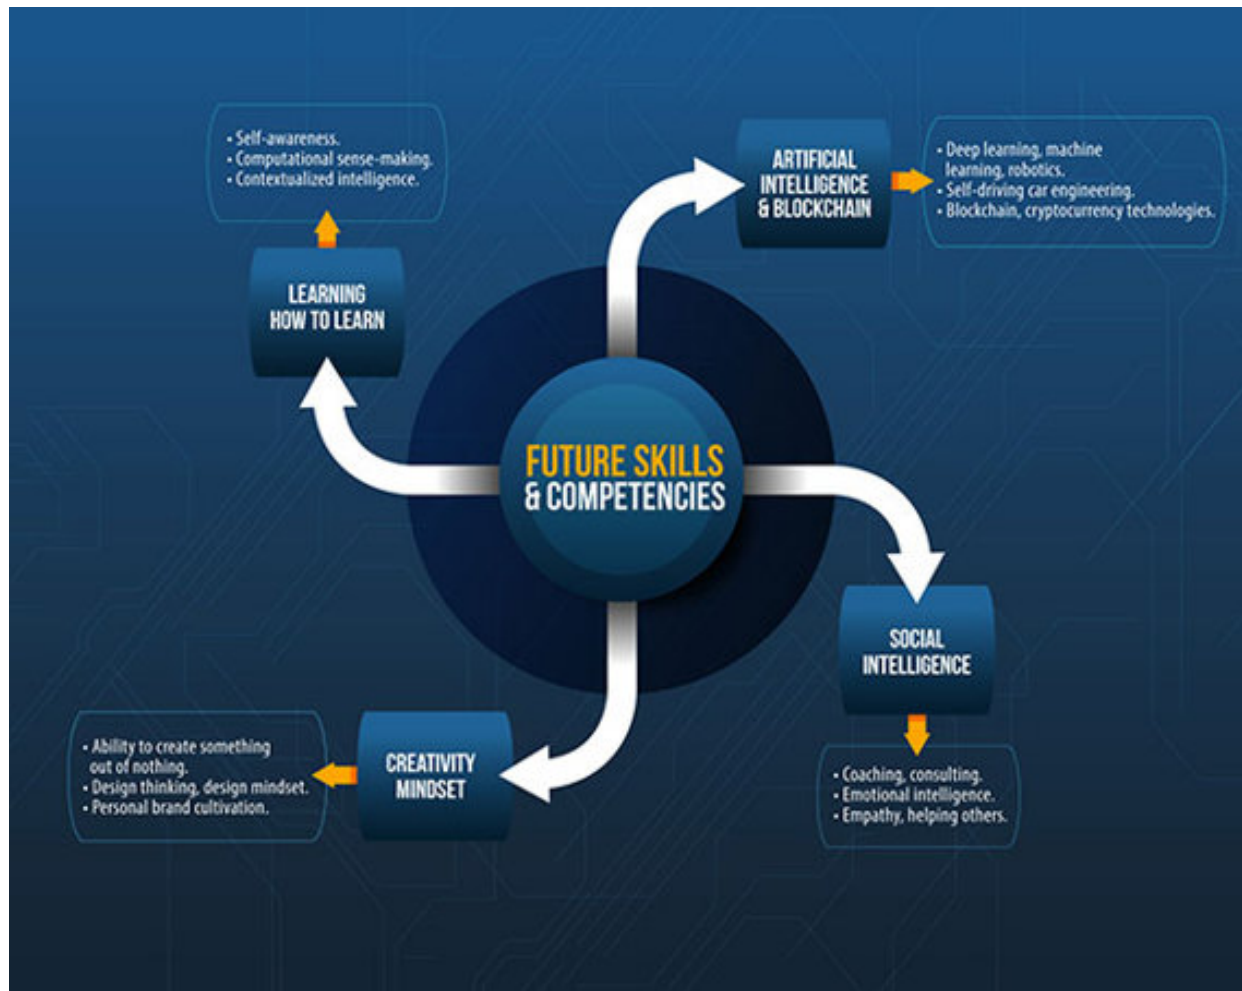 FUTURE SKILLS
& COMPETENCIES
ARTIFICIAL
INTELLIGENCE
& BLOCKCHAIN
• Deep learning, machine
learning, robotics.
• Self-driving car engineering.
• Blockchain, cryptocurrency technologies.
SOCIAL
INTELLIGENCE
• Coaching, consulting.
• Emotional intelligence.
• Empathy, helping others.
CREATIVITY
MINDSET
• Ability to create something
out of nothing.
• Design thinking, design mindset.
• Personal brand cultivation.
LEARNING
HOW TO LEARN
• Self-awareness.
• Computational sense-making.
• Contextualized intelligence.